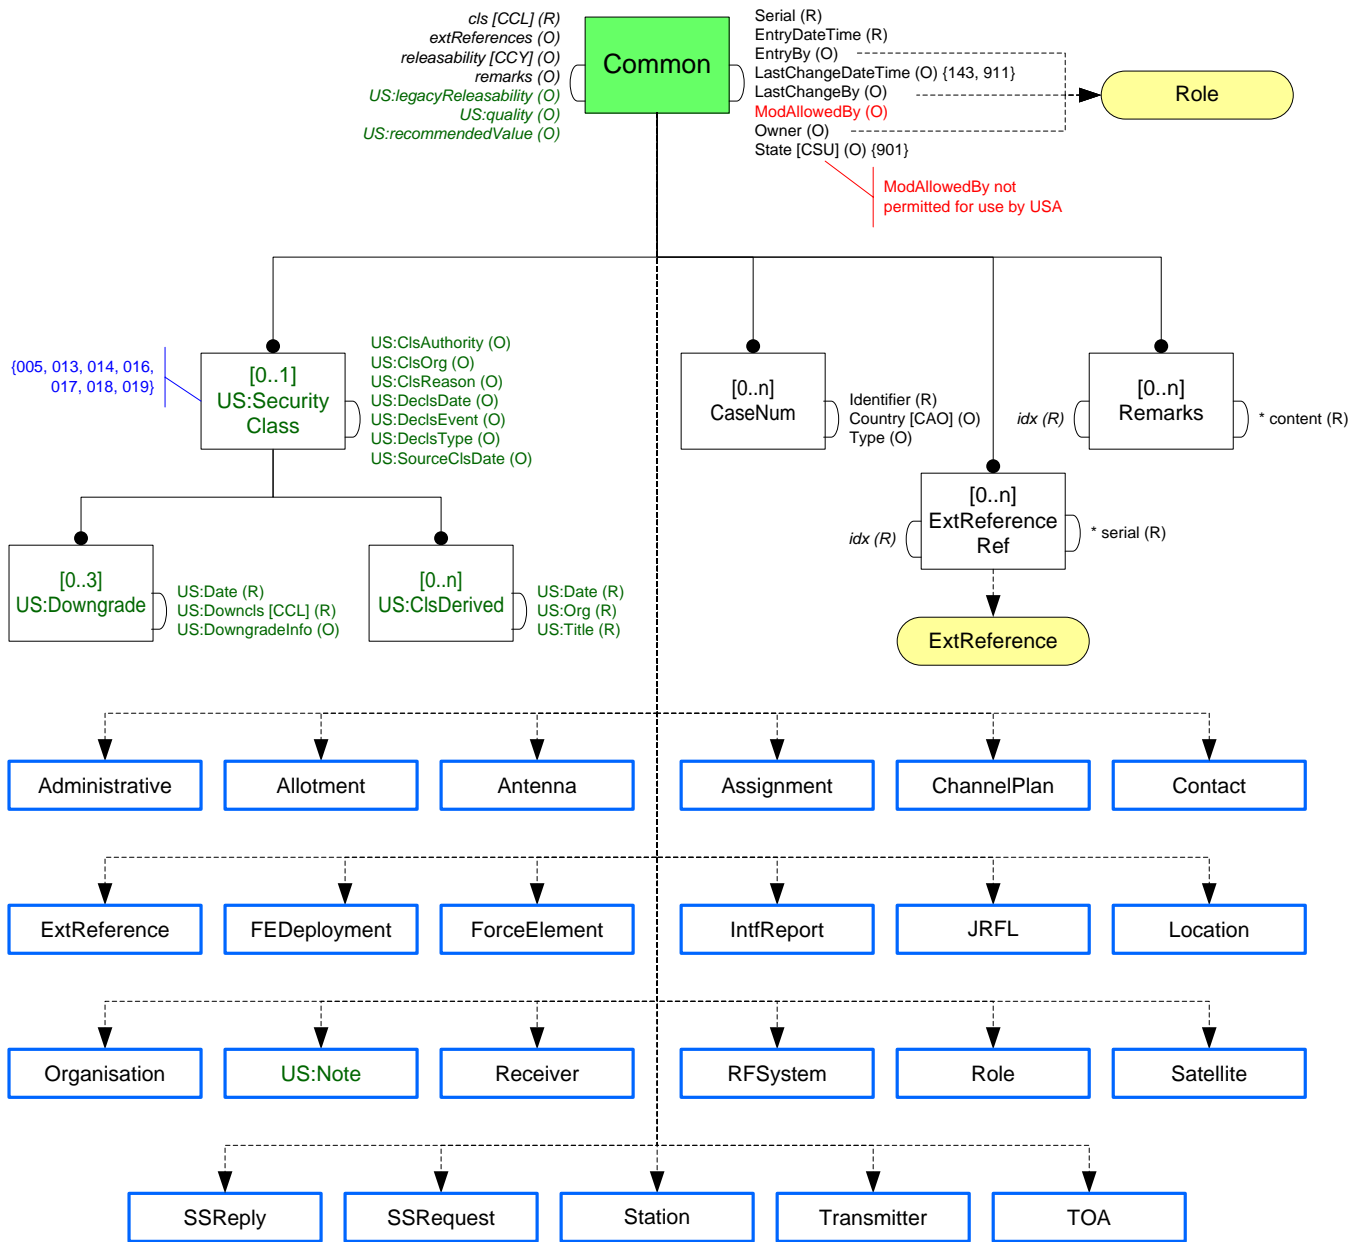 cls [CCL] (R)
extReferences (O)
releasability [CCY] (O)
remarks (O)
US:legacyReleasability (O)
US:quality (O)
US:recommendedValue (O)
Common
Serial (R)
EntryDateTime (R)
EntryBy (O)
LastChangeDateTime (O) {143, 911}
LastChangeBy (O)
ModAllowedBy (O)
Owner (O)
State [CSU] (O) {901}
Role
ModAllowedBy not
permitted for use by USA
{005, 013, 014, 016,
017, 018, 019}
[0..1]
US:Security
Class
US:ClsAuthority (O)
US:ClsOrg (O)
US:ClsReason (O)
US:DeclsDate (O)
US:DeclsEvent (O)
US:DeclsType (O)
US:SourceClsDate (O)
[0..n]
CaseNum
Identifier (R)
Country [CAO] (O)
Type (O)
idx (R)
[0..n]
Remarks
* content (R)
idx (R)
[0..n]
ExtReference
Ref
* serial (R)
ExtReference
[0..3]
US:Downgrade
US:Date (R)
US:Downcls [CCL] (R)
US:DowngradeInfo (O)
[0..n]
US:ClsDerived
US:Date (R)
US:Org (R)
US:Title (R)
Administrative
Allotment
Antenna
Assignment
ChannelPlan
Contact
ExtReference
FEDeployment
ForceElement
IntfReport
JRFL
Location
Organisation
US:Note
Receiver
RFSystem
Role
Satellite
SSReply
SSRequest
Station
Transmitter
TOA